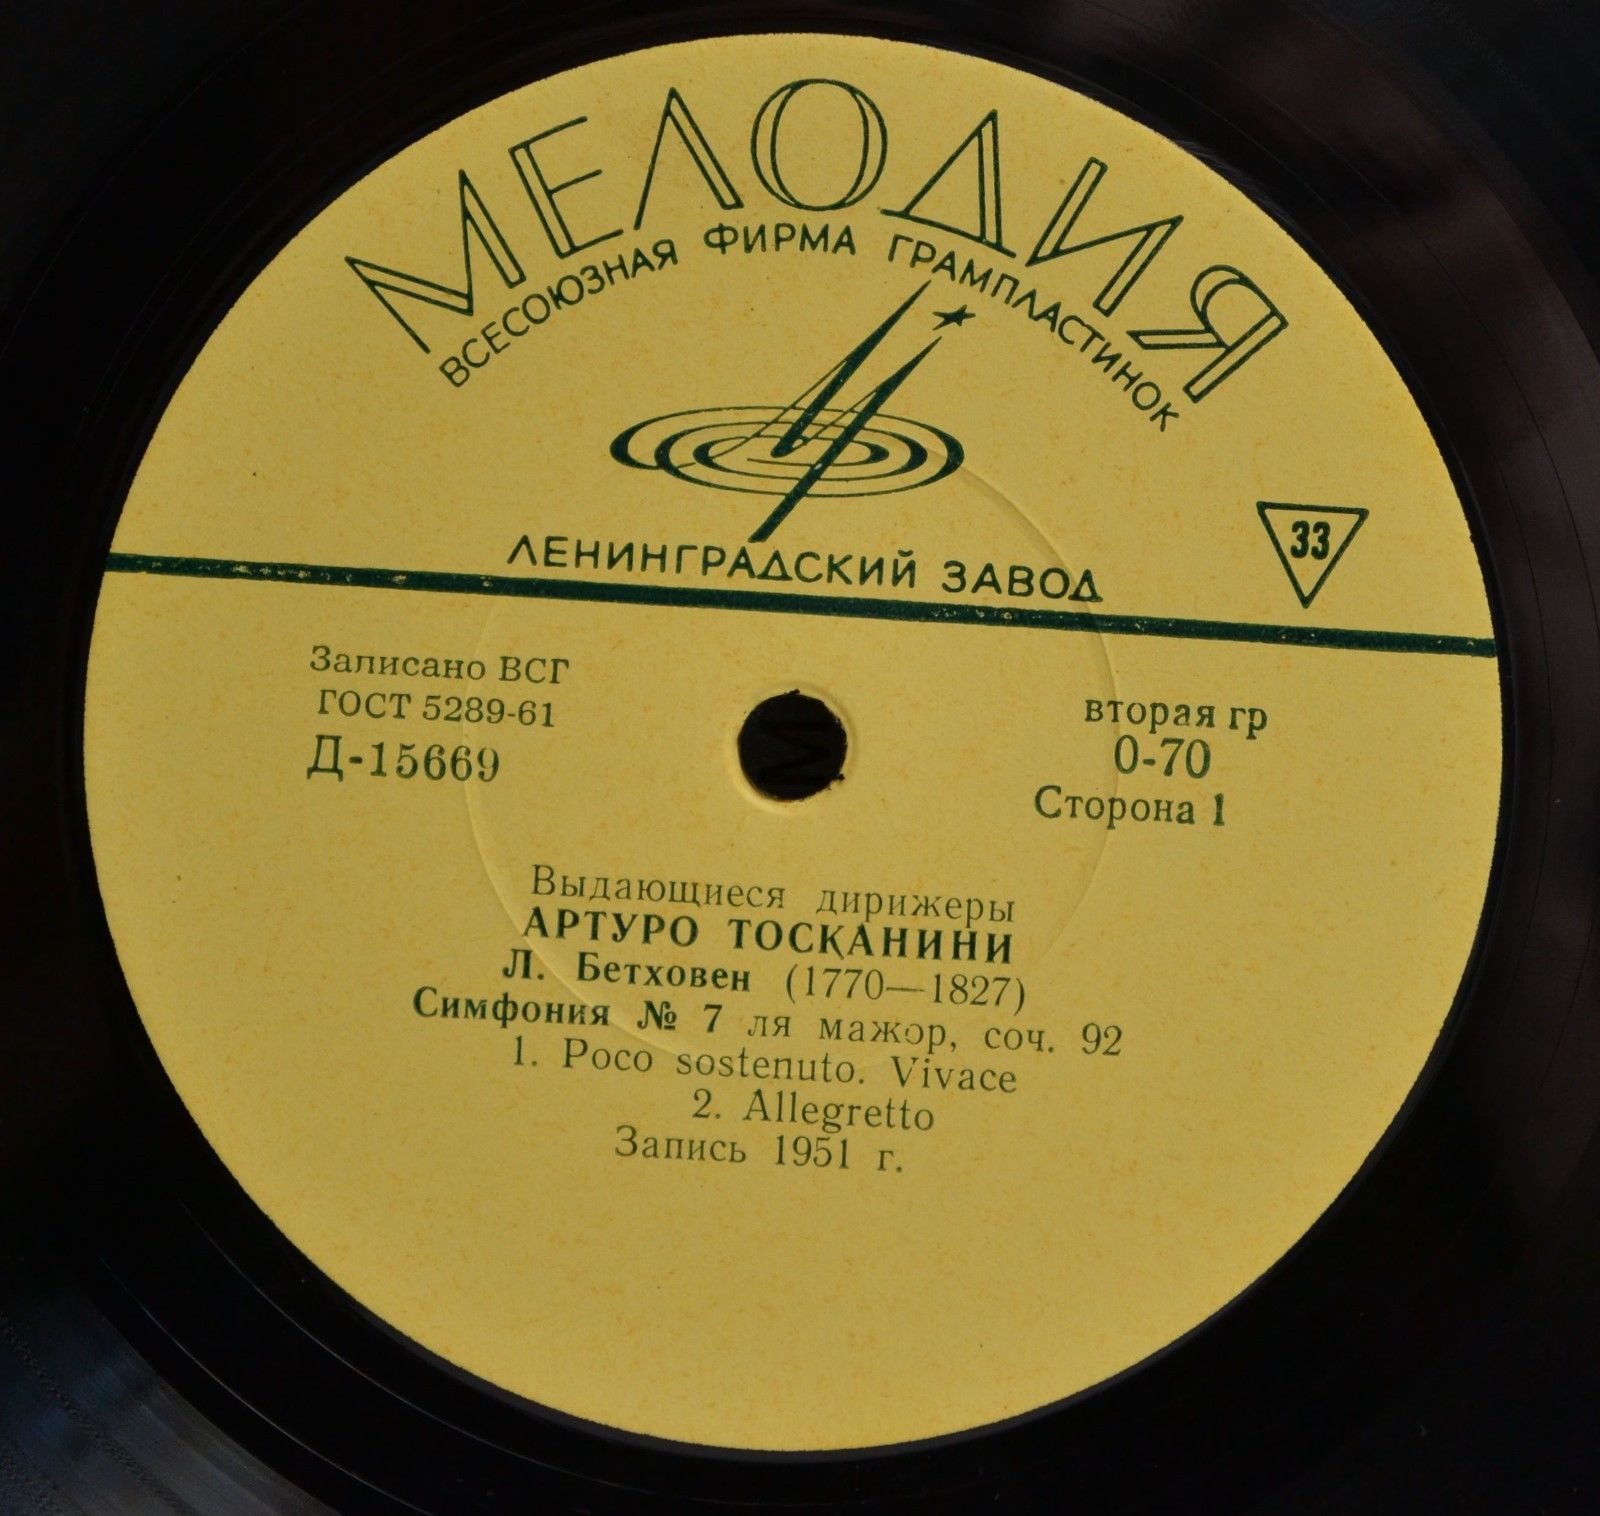 МЕЛОДИЯ
ВСЕСОЮЗНАЯ ФИРМА ГРАМПЛАСТИНОК
33
ЛЕНИНГРАДСКИЙ ЗАВОД
Записано ВСГ
ГОСТ 5289-61
Д-15669
вторая гр
0-70
Сторона 1
Выдающиеся дирижеры
АРТУРО ТОСКАНИНИ
Л. Бетховен (1770—1827)
Симфония № 7 ля мажор, соч. 92
1. Poco sostenuto. Vivace
2. Allegretto
Запись 1951 г.